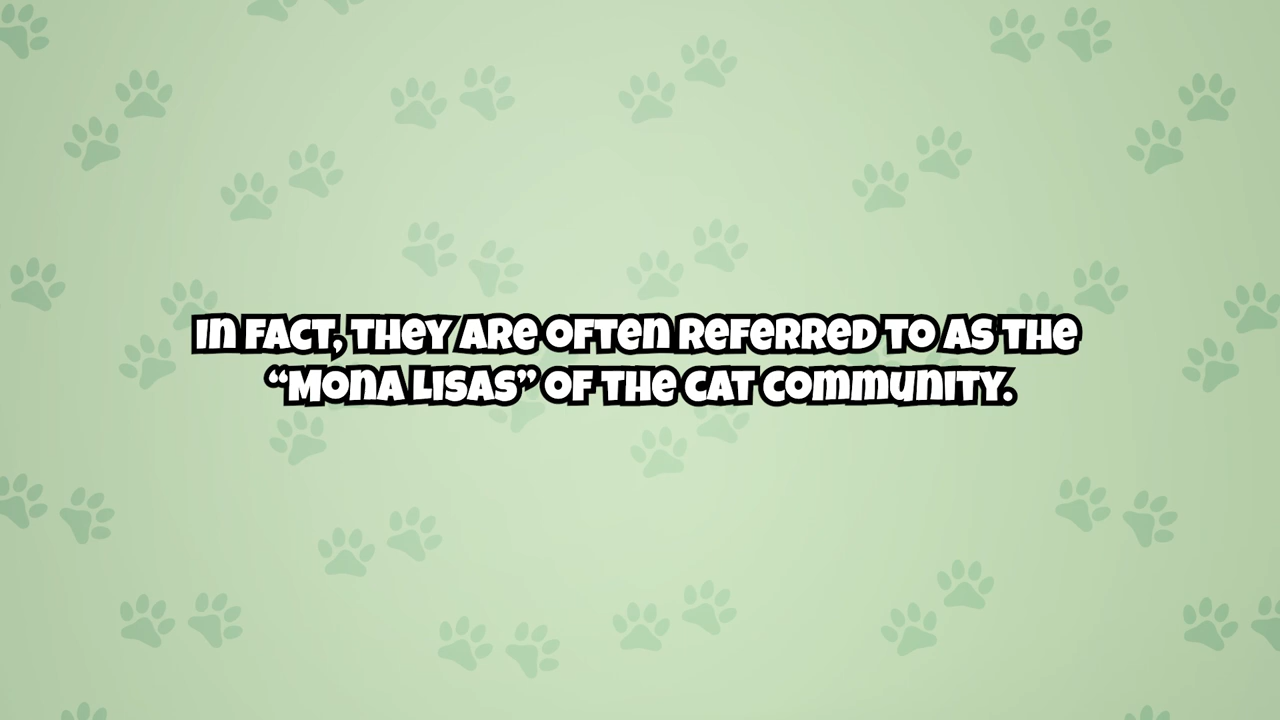 In fact, they are often referred to as the
“Mona Lisas” of the cat community.